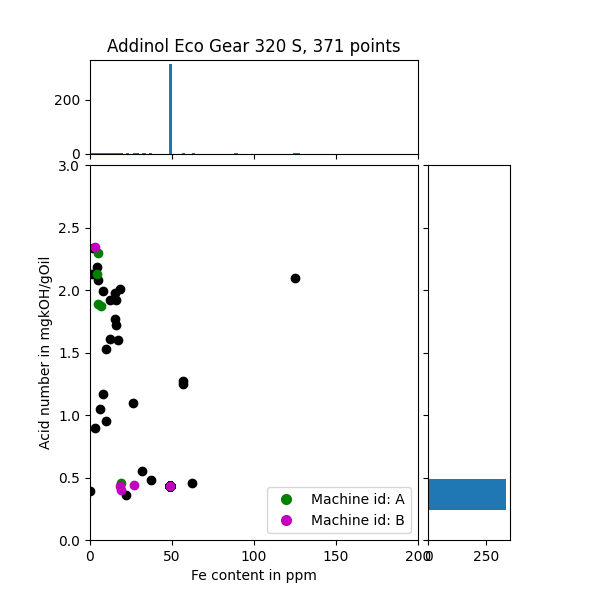 Addinol Eco Gear 320 S, 371 points
200
0
3.0
2.5
2.0
1.5
1.0
0.5
0.0
Acid number in mgkOH/gOil
Machine id: A
Machine id: B
0 50 100 150 200 0 250
Fe content in ppm